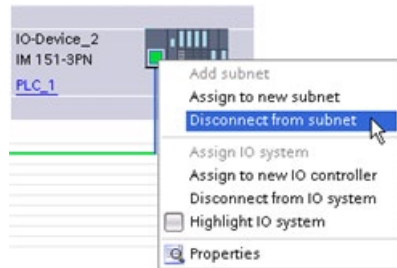 IO-Device_2
IM 151-3PN
PLC_1
Add subnet
Assign to new subnet
Disconnect from subnet
Assign IO system
Assign to new IO controller
Disconnect from IO system
Highlight IO system
Properties